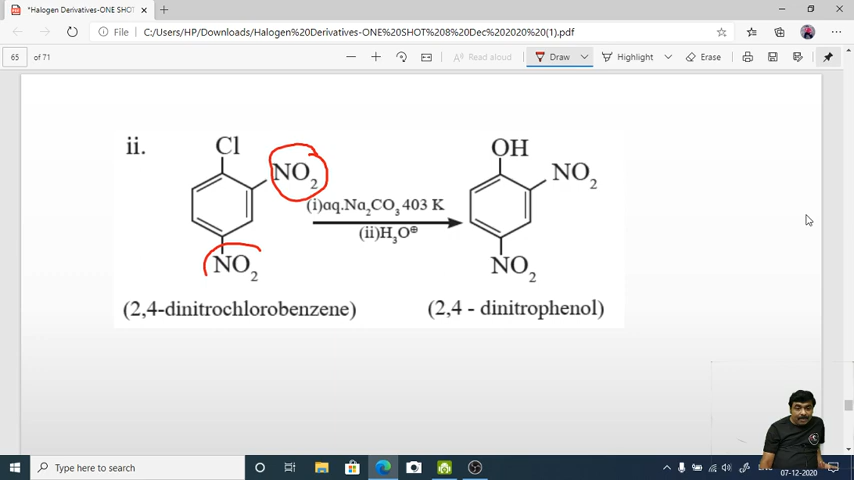 *Halogen Derivatives-ONE SHOT
File
C:/Users/HP/Downloads/Halogen%20Derivatives-ONE%20SHOT%208%20Dec%202020%20(1).pdf
65
of 71
Read aloud
Draw
Highlight
Erase
ii.
Cl
NO2
(i)aq.Na2CO3 403 K
(ii)H3O⊕
NO2
(2,4-dinitrochlorobenzene)
OH
NO2
NO2
(2,4 - dinitrophenol)
Type here to search
07-12-2020